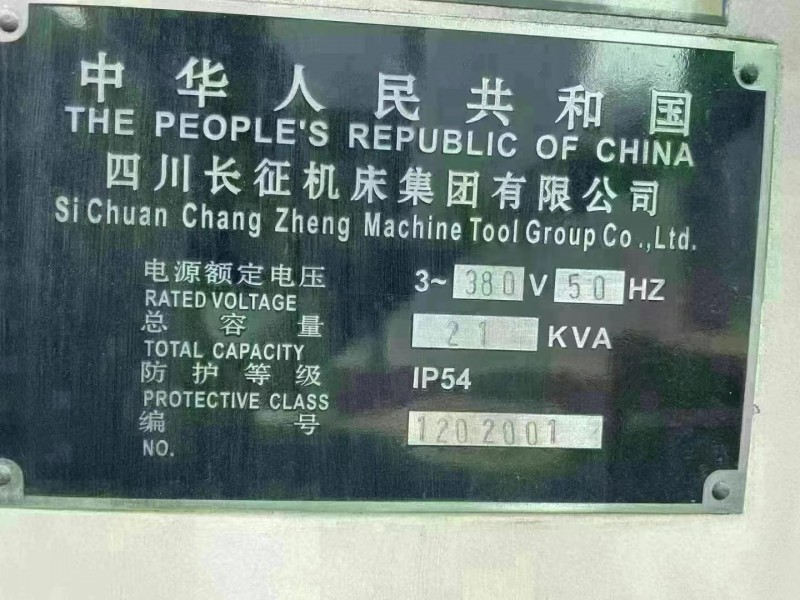 中华人民共和国
THE PEOPLE'S REPUBLIC OF CHINA
四川长征机床集团有限公司
Si Chuan Chang Zheng Machine Tool Group Co.,Ltd.
电源额定电压 3~ 380 V 50 HZ
RATED VOLTAGE
总容量 21 KVA
TOTAL CAPACITY
防护等级 IP54
PROTECTIVE CLASS
编号 1202001
NO.